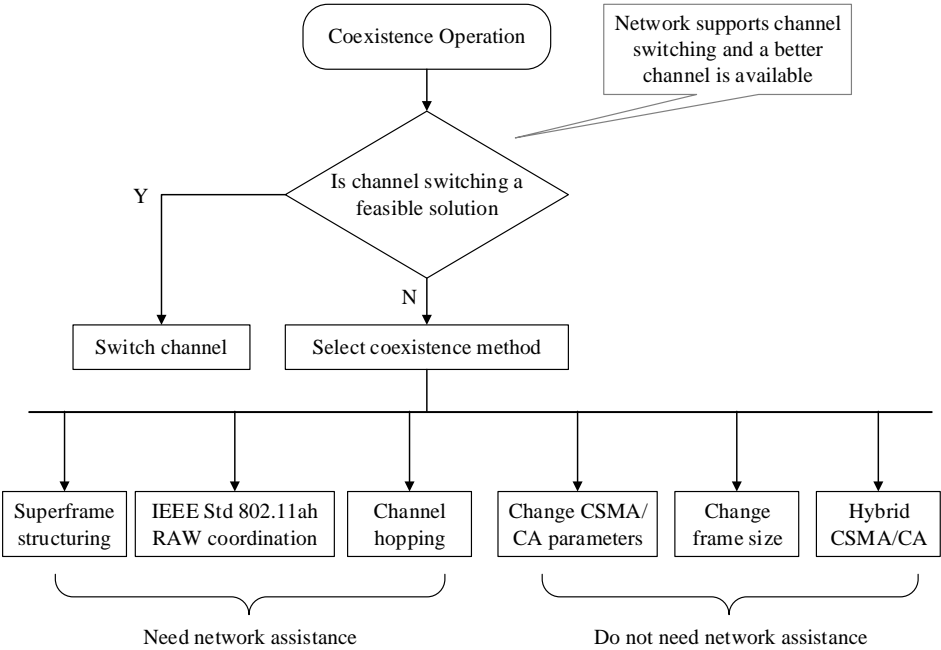 Coexistence Operation
Network supports channel
switching and a better
channel is available
Is channel switching a
feasible solution
Y
N
Switch channel
Select coexistence method
Superframe
structuring
IEEE Std 802.11ah
RAW coordination
Channel
hopping
Change CSMA/
CA parameters
Change
frame size
Hybrid
CSMA/CA
Need network assistance
Do not need network assistance